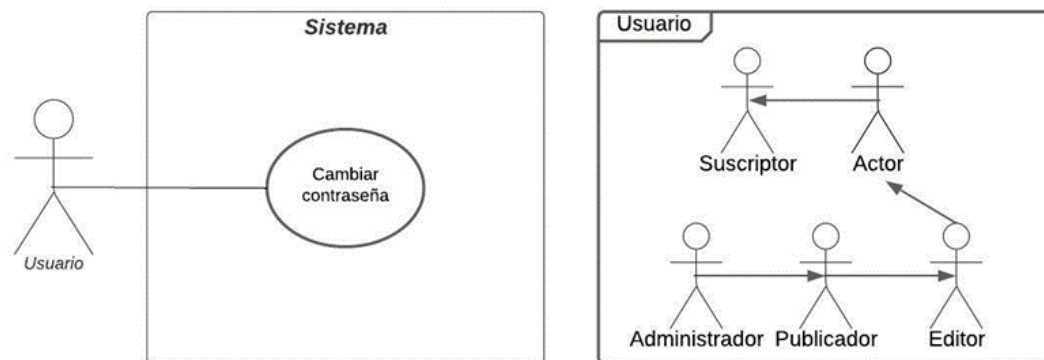 Sistema
Cambiar
contraseña
Usuario
Usuario
Suscriptor
Actor
Administrador
Publicador
Editor